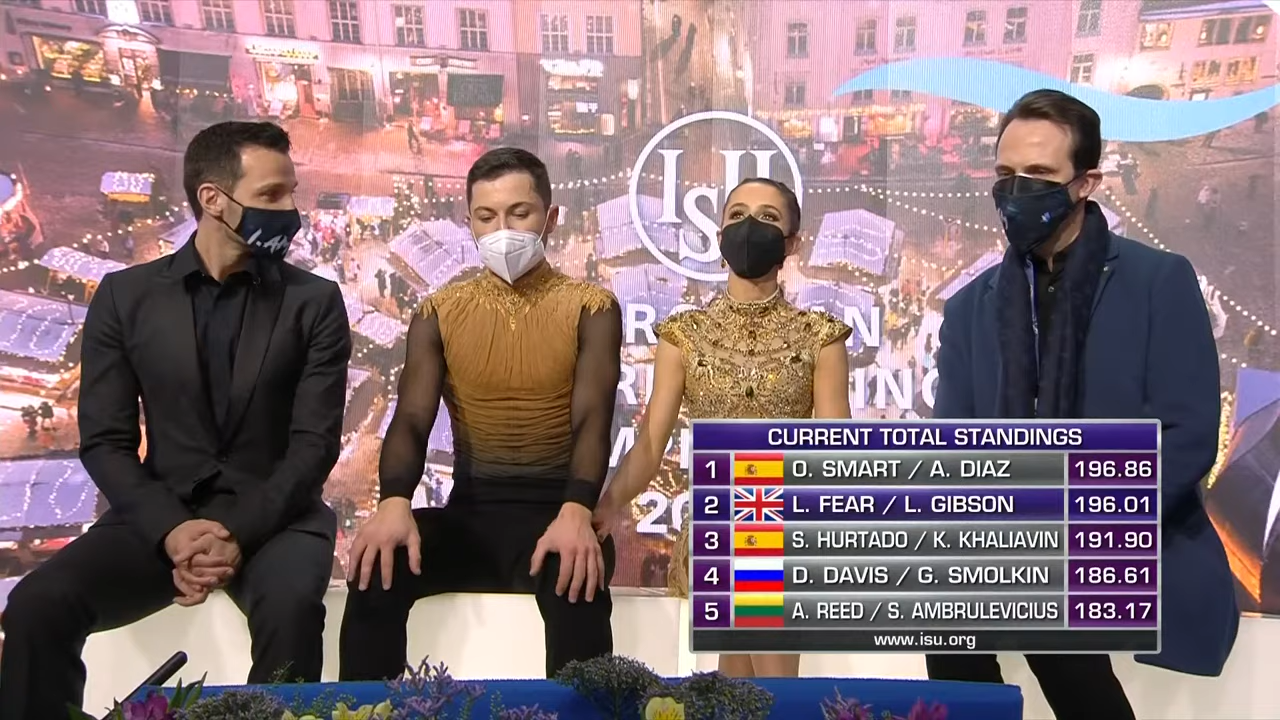 ISU
CURRENT TOTAL STANDINGS
1 O. SMART / A. DIAZ 196.86
2 L. FEAR / L. GIBSON 196.01
3 S. HURTADO / K. KHALIAVIN 191.90
4 D. DAVIS / G. SMOLKIN 186.61
5 A. REED / S. AMBRULEVICIUS 183.17
www.isu.org